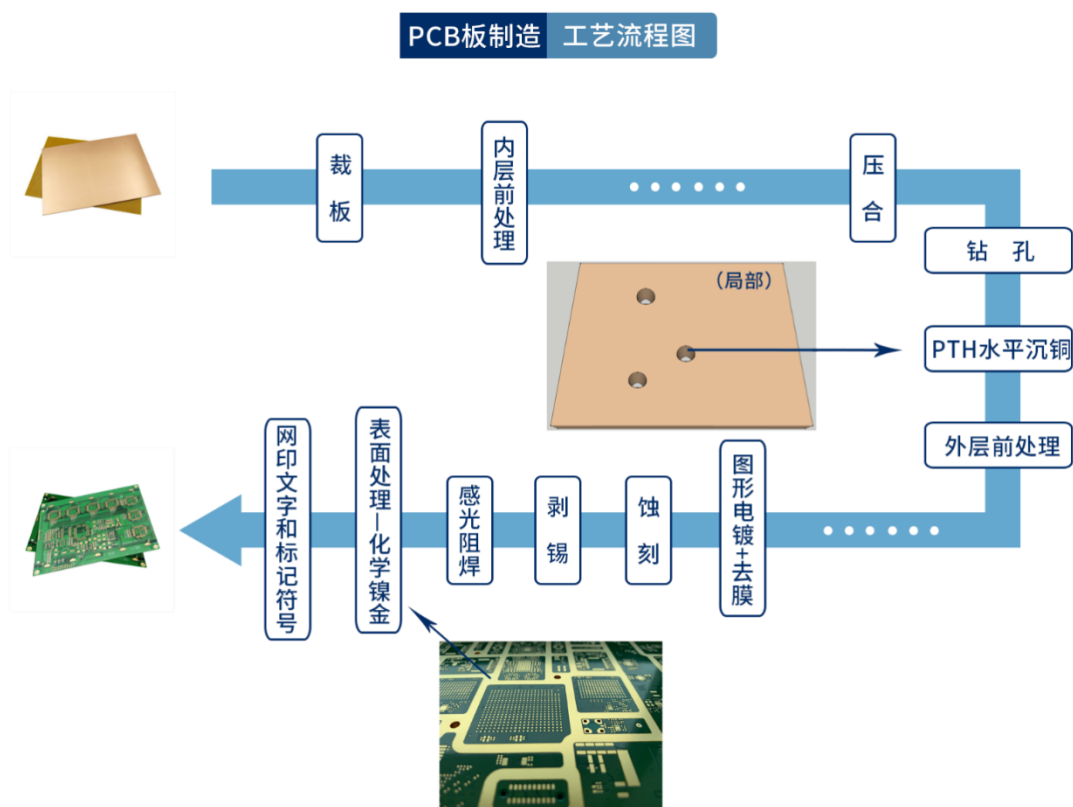 PCB板制造 工艺流程图
裁板
内层前处理
······
压合
钻 孔
（局部）
PTH水平沉铜
外层前处理
······
图形电镀+去膜
蚀刻
剥锡
感光阻焊
表面处理—化学镍金
网印文字和标记符号